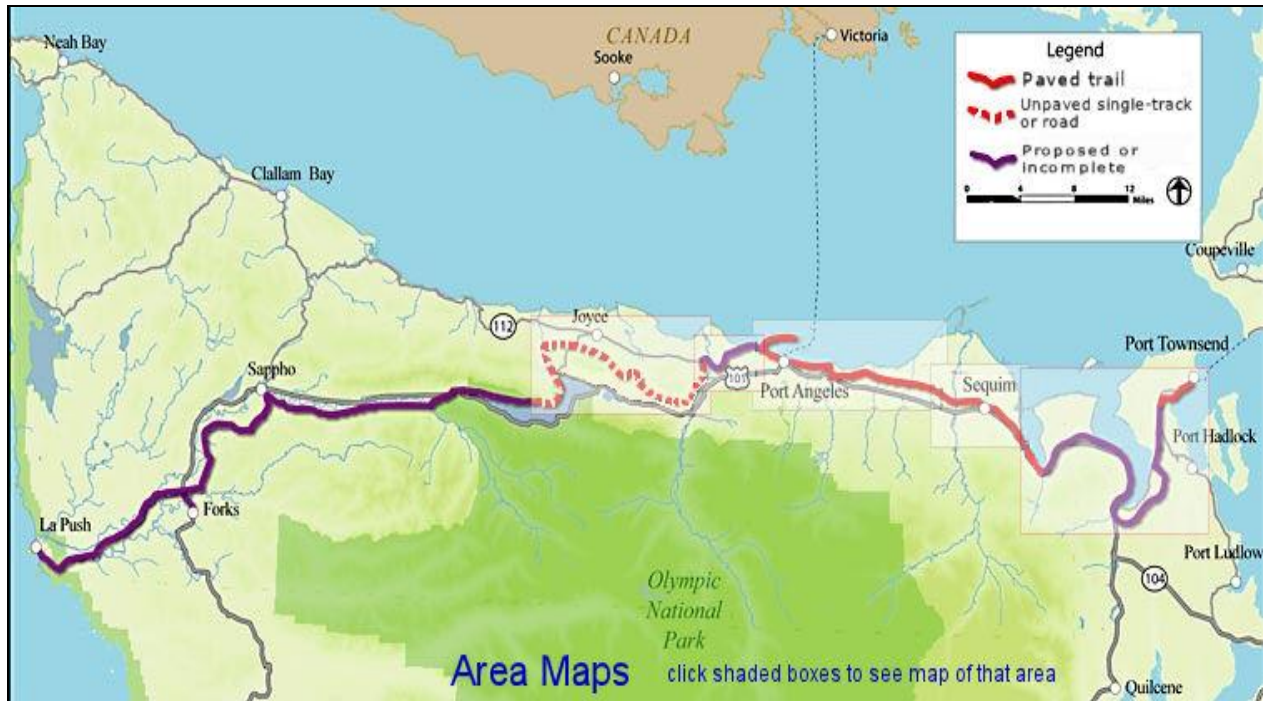 Neah Bay
CANADA
Sooke
Victoria
Legend
Paved trail
Unpaved single-track
or road
Proposed or
incomplete
0 4 8 12
Miles
Clallam Bay
Coupeville
112
Joyce
Port Townsend
Sappho
101
Port Angeles
Sequim
Port Hadlock
Forks
La Push
Port Ludlow
104
Olympic
National
Park
Area Maps click shaded boxes to see map of that area
Quilcene